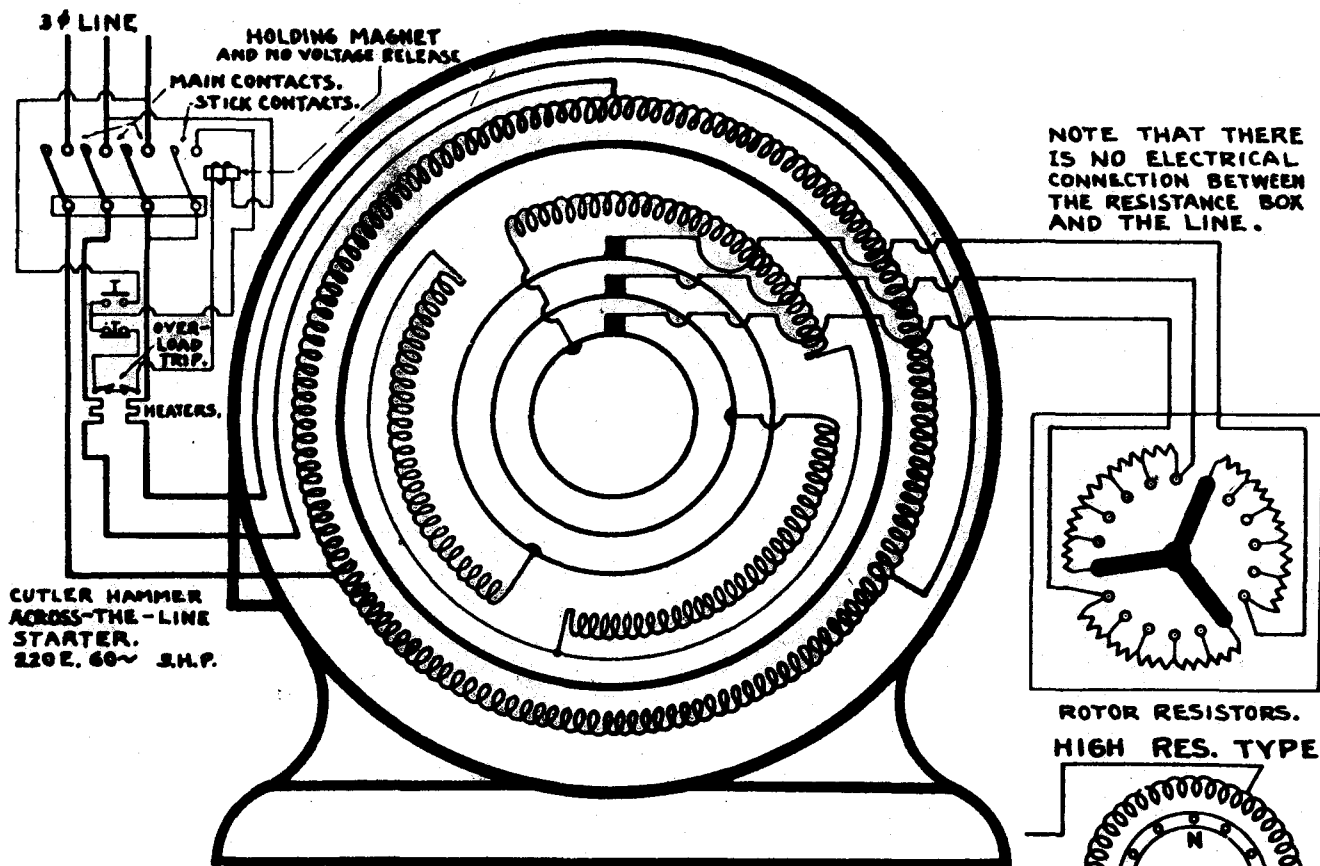 3φ LINE
HOLDING MAGNET
AND NO VOLTAGE RELEASE
MAIN CONTACTS.
STICK CONTACTS.
NOTE THAT THERE
IS NO ELECTRICAL
CONNECTION BETWEEN
THE RESISTANCE BOX
AND THE LINE.
OVER-
LOAD
TRIP.
HEATERS.
CUTLER HAMMER
ACROSS-THE-LINE
STARTER.
220 E. 60~ H.P.
ROTOR RESISTORS.
HIGH RES. TYPE
N